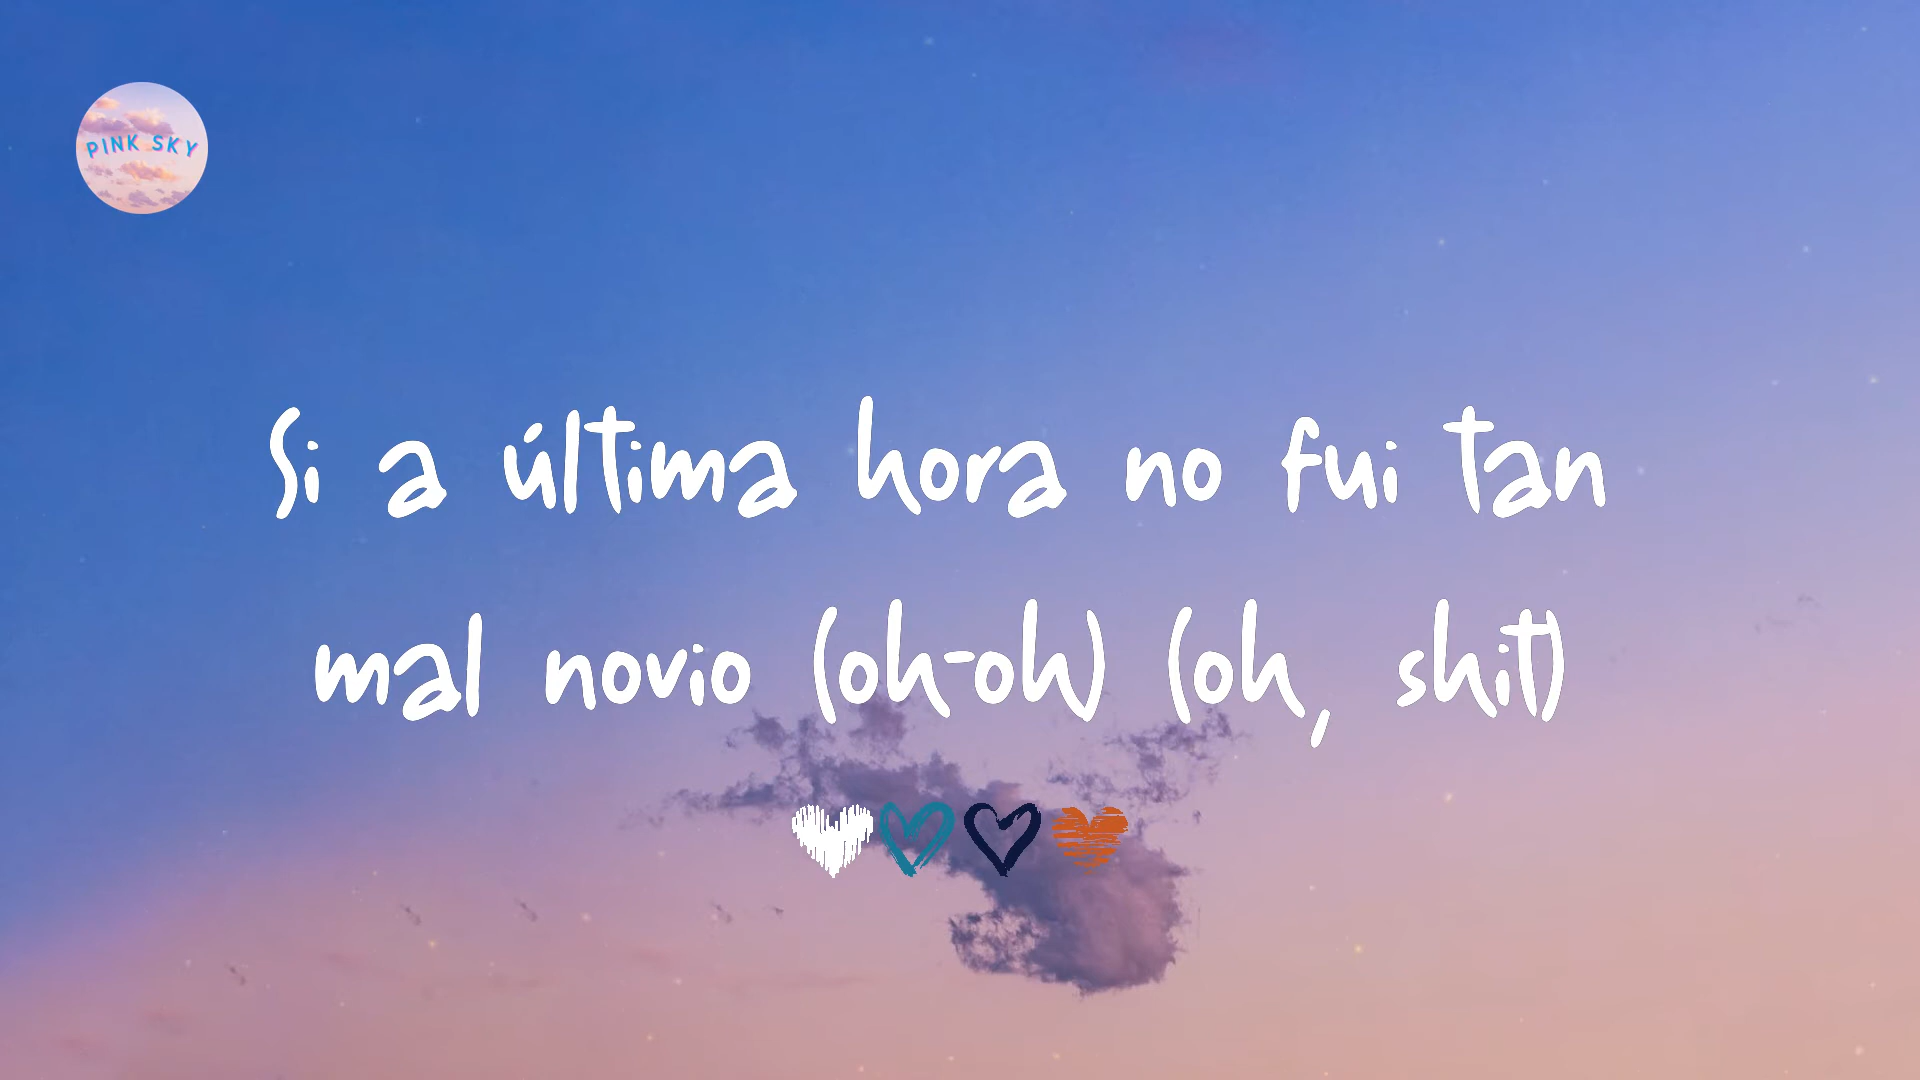 PINK SKY
Si a última hora no fui tan
mal novio (oh-oh) (oh, shit)